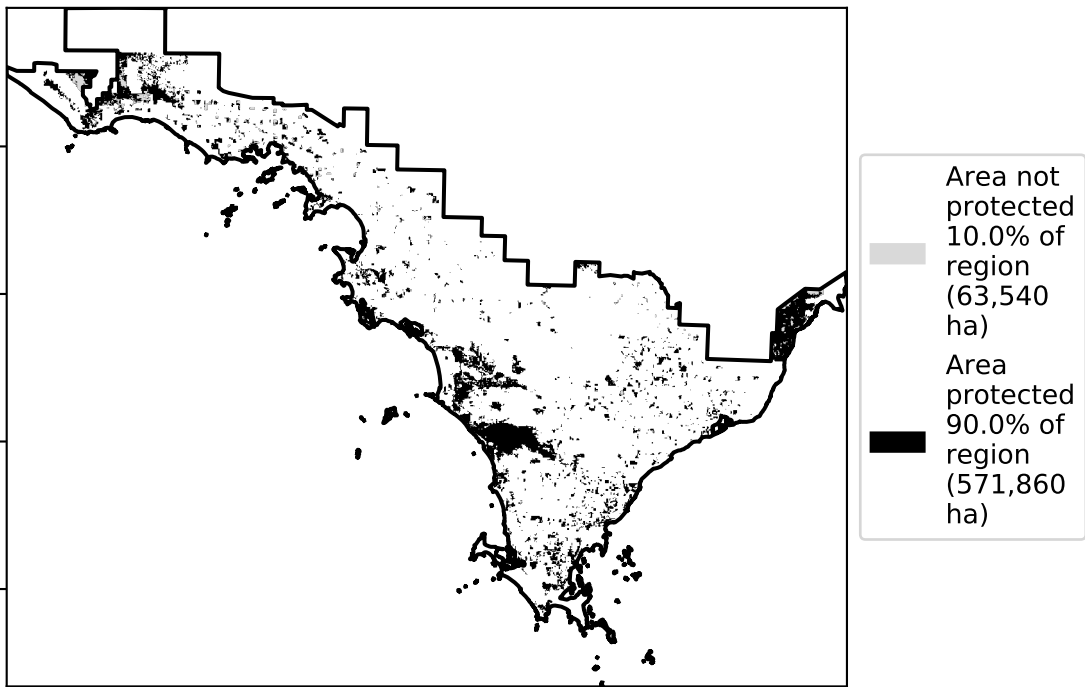 Area not
protected
10.0% of
region
(63,540
ha)
Area
protected
90.0% of
region
(571,860
ha)